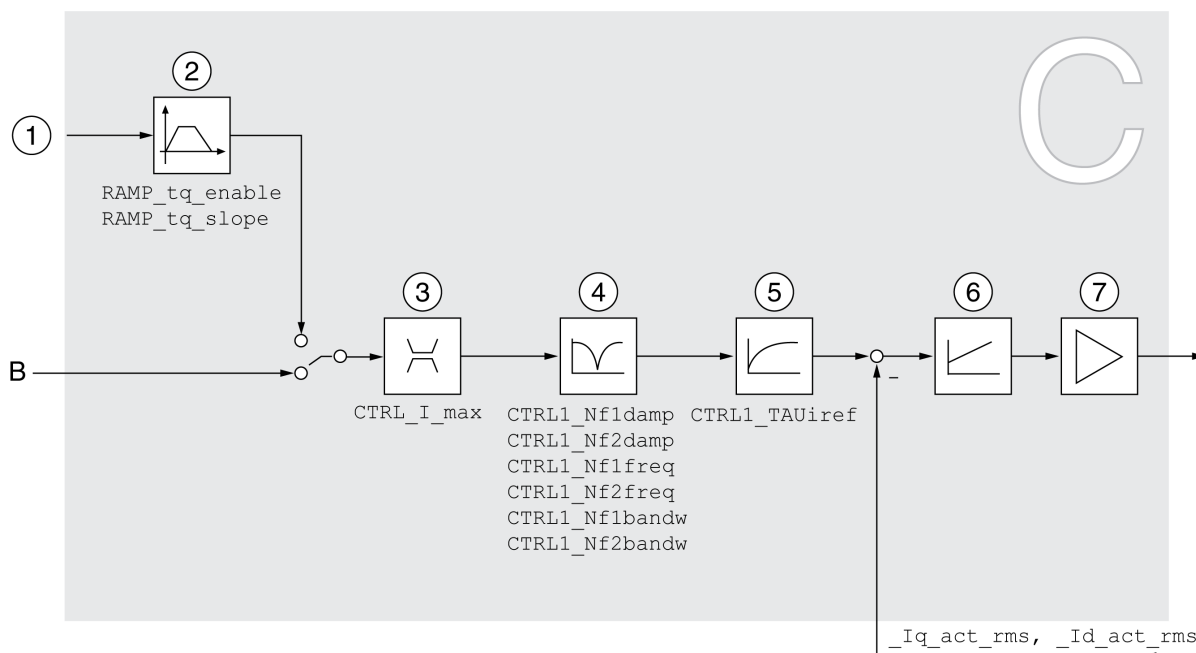 C
2
1
RAMP_tq_enable
RAMP_tq_slope
3
4
5
6
7
B
CTRL_I_max
CTRL1_Nf1damp
CTRL1_Nf2damp
CTRL1_Nf1freq
CTRL1_Nf2freq
CTRL1_Nf1bandw
CTRL1_Nf2bandw
CTRL1_TAUiref
–
_Iq_act_rms, _Id_act_rms